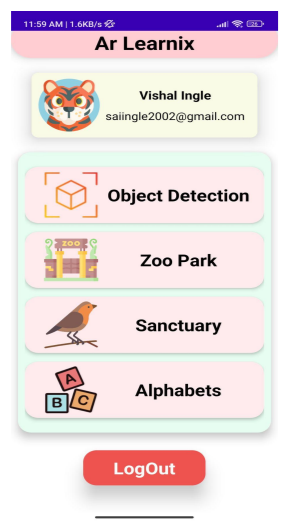 11:59 AM | 1.6KB/s
Ar Learnix
Vishal Ingle
saiingle2002@gmail.com
Object Detection
ZOO
Zoo Park
Sanctuary
A
B C
Alphabets
LogOut